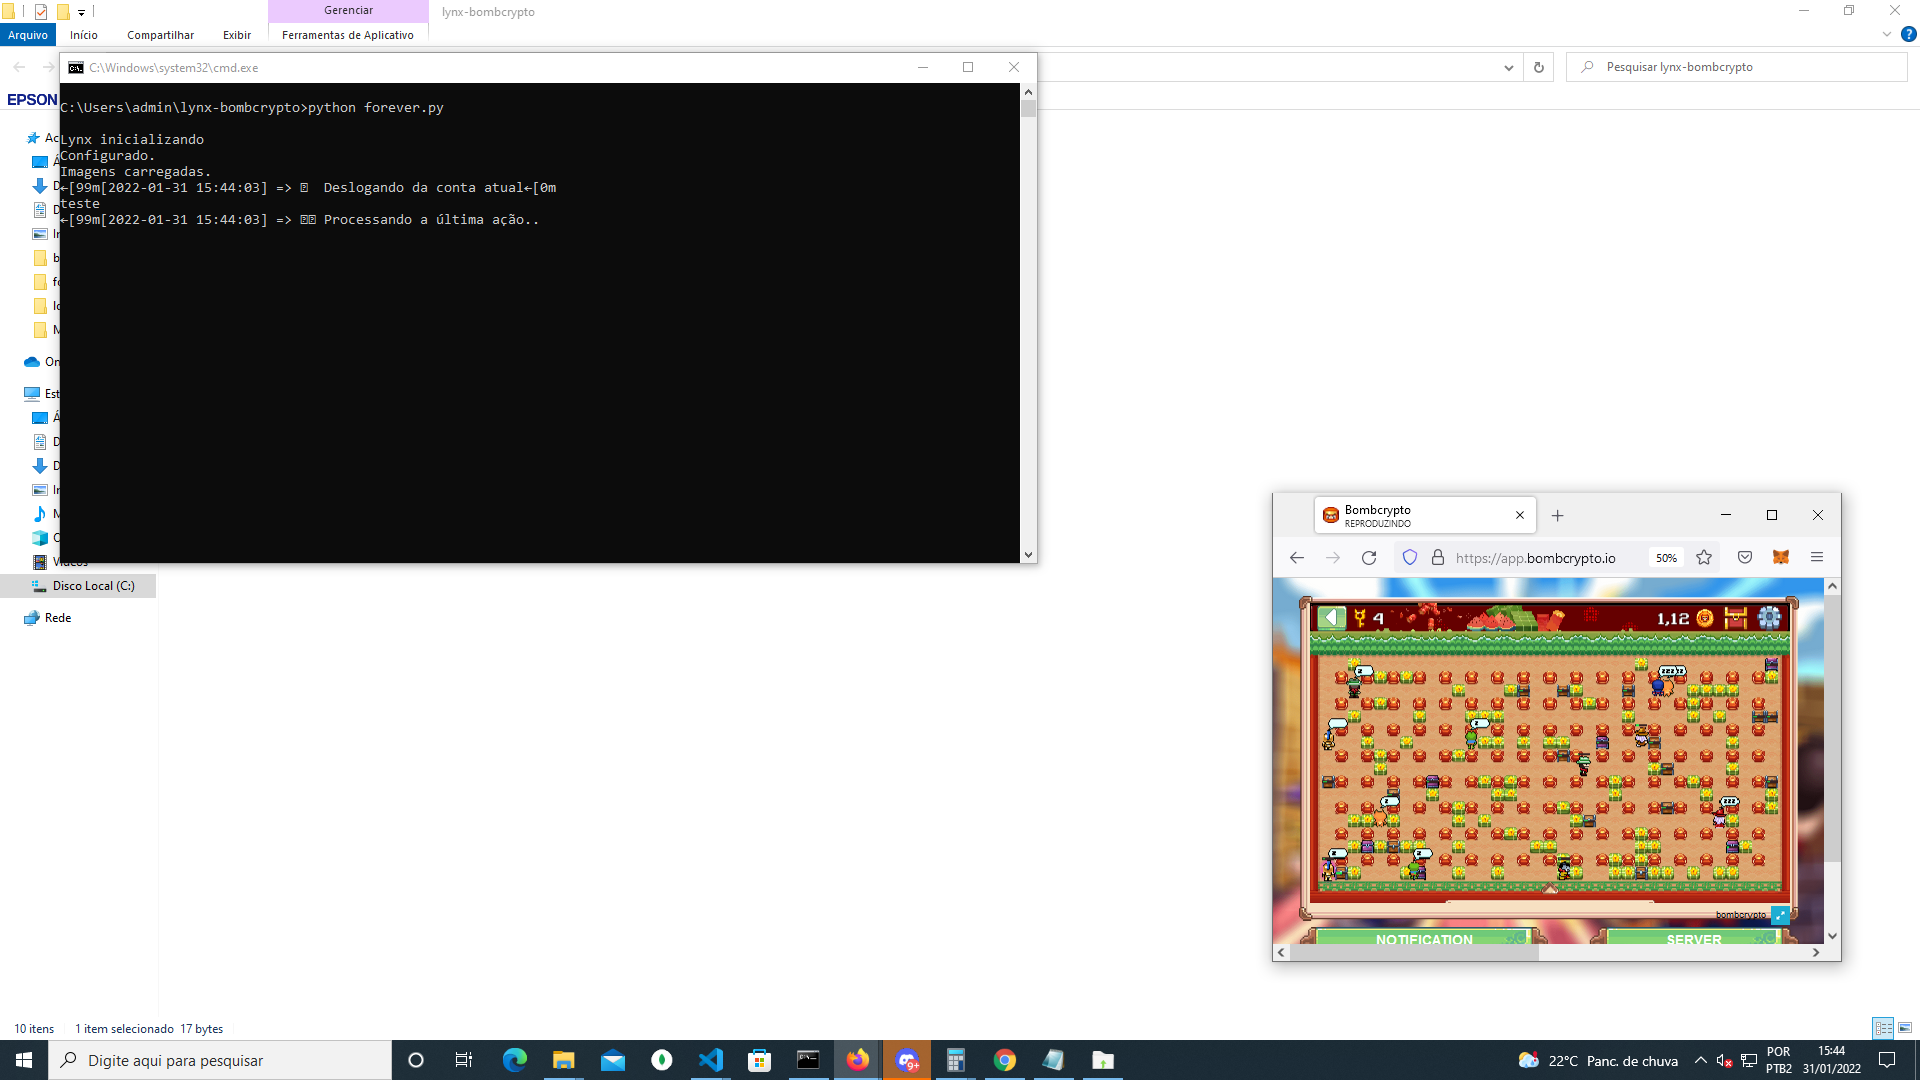 Gerenciar
lynx-bombcrypto
Arquivo
Início
Compartilhar
Exibir
Ferramentas de Aplicativo
C:\Windows\system32\cmd.exe
Pesquisar lynx-bombcrypto
EPSON
C:\Users\admin\lynx-bombcrypto>python forever.py
Lynx inicializando
Configurado.
Imagens carregadas.
←[99m[2022-01-31 15:44:03] => Deslogando da conta atual←[0m
teste
←[99m[2022-01-31 15:44:03] => Processando a última ação..
Disco Local (C:)
Rede
Bombcrypto
REPRODUZINDO
https://app.bombcrypto.io
50%
4
1,12
bombcrypto
NOTIFICATION
SERVER
10 itens
1 item selecionado 17 bytes
Digite aqui para pesquisar
9+
22°C Panc. de chuva
POR
PTB2
15:44
31/01/2022